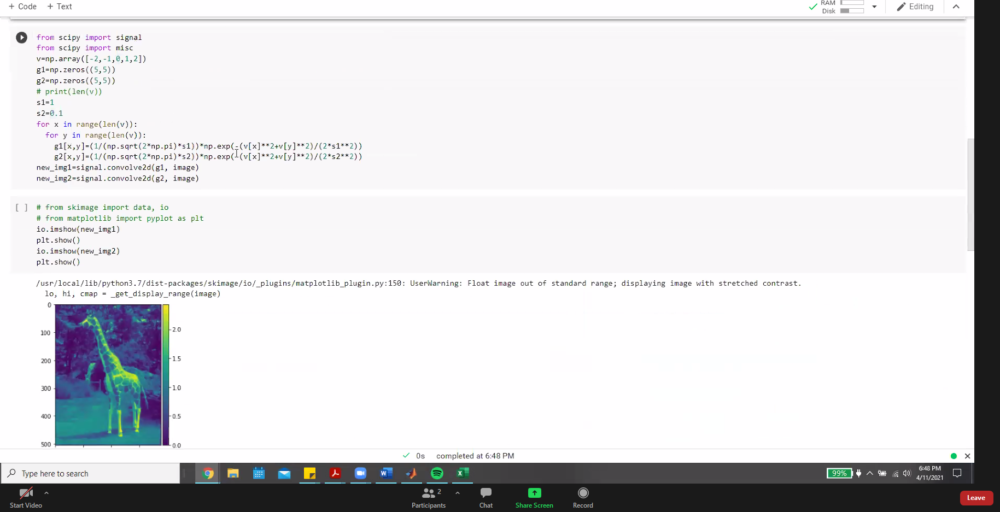 + Code + Text
RAM
Disk
Editing
from scipy import signal
from scipy import misc
v=np.array([-2,-1,0,1,2])
g1=np.zeros((5,5))
g2=np.zeros((5,5))
# print(len(v))
s1=1
s2=0.1
for x in range(len(v)):
for y in range(len(v)):
g1[x,y]=(1/(np.sqrt(2*np.pi)*s1))*np.exp(-(v[x]**2+v[y]**2)/(2*s1**2))
g2[x,y]=(1/(np.sqrt(2*np.pi)*s2))*np.exp(-(v[x]**2+v[y]**2)/(2*s2**2))
new_img1=signal.convolve2d(g1, image)
new_img2=signal.convolve2d(g2, image)
[ ] # from skimage import data, io
# from matplotlib import pyplot as plt
io.imshow(new_img1)
plt.show()
io.imshow(new_img2)
plt.show()
/usr/local/lib/python3.7/dist-packages/skimage/io/_plugins/matplotlib_plugin.py:150: UserWarning: Float image out of standard range; displaying image with stretched contrast.
lo, hi, cmap = _get_display_range(image)
0
100
200
300
400
500
2.0
1.5
1.0
0.5
0.0
0s completed at 6:48 PM
Type here to search
99%
6:48 PM
4/11/2021
Start Video
2
Participants
Chat
Share Screen
Record
Leave